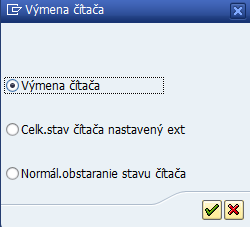 Výmena čítača
Výmena čítača
Celk.stav čítača nastavený ext
Normál.obstaranie stavu čítača